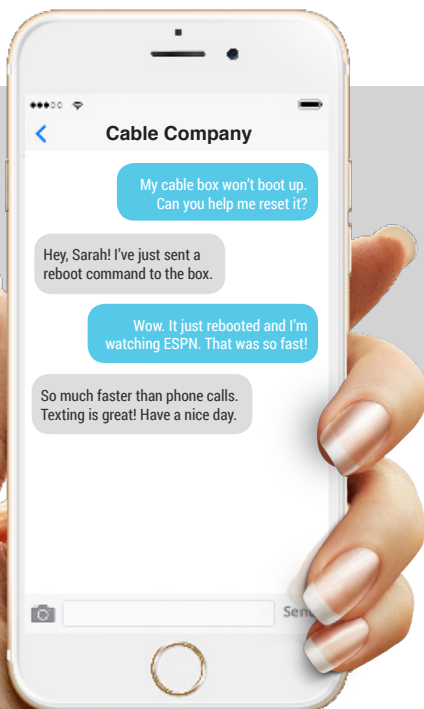 Cable Company
My cable box won’t boot up.
Can you help me reset it?
Hey, Sarah! I’ve just sent a
reboot command to the box.
Wow. It just rebooted and I’m
watching ESPN. That was so fast!
So much faster than phone calls.
Texting is great! Have a nice day.